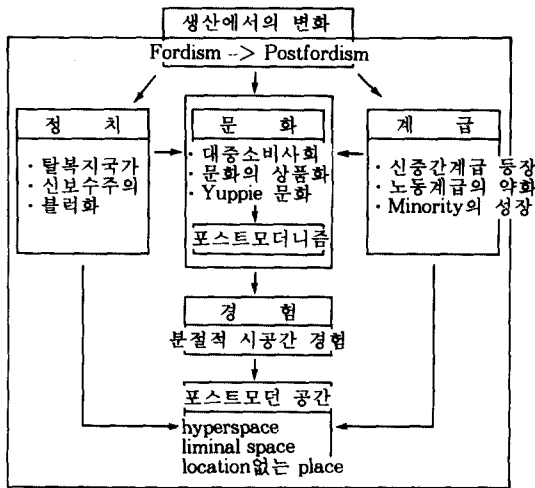 생산에서의 변화
Fordism --> Postfordism
정 치
· 탈복지국가
· 신보수주의
· 블럭화
문 화
· 대중소비사회
· 문화의 상품화
· Yuppie 문화
포스트모더니즘
계 급
· 신중간계급 등장
· 노동계급의 약화
· Minority의 성장
경 험
분절적 시공간 경험
포스트모던 공간
hyperspace
liminal space
location없는 place